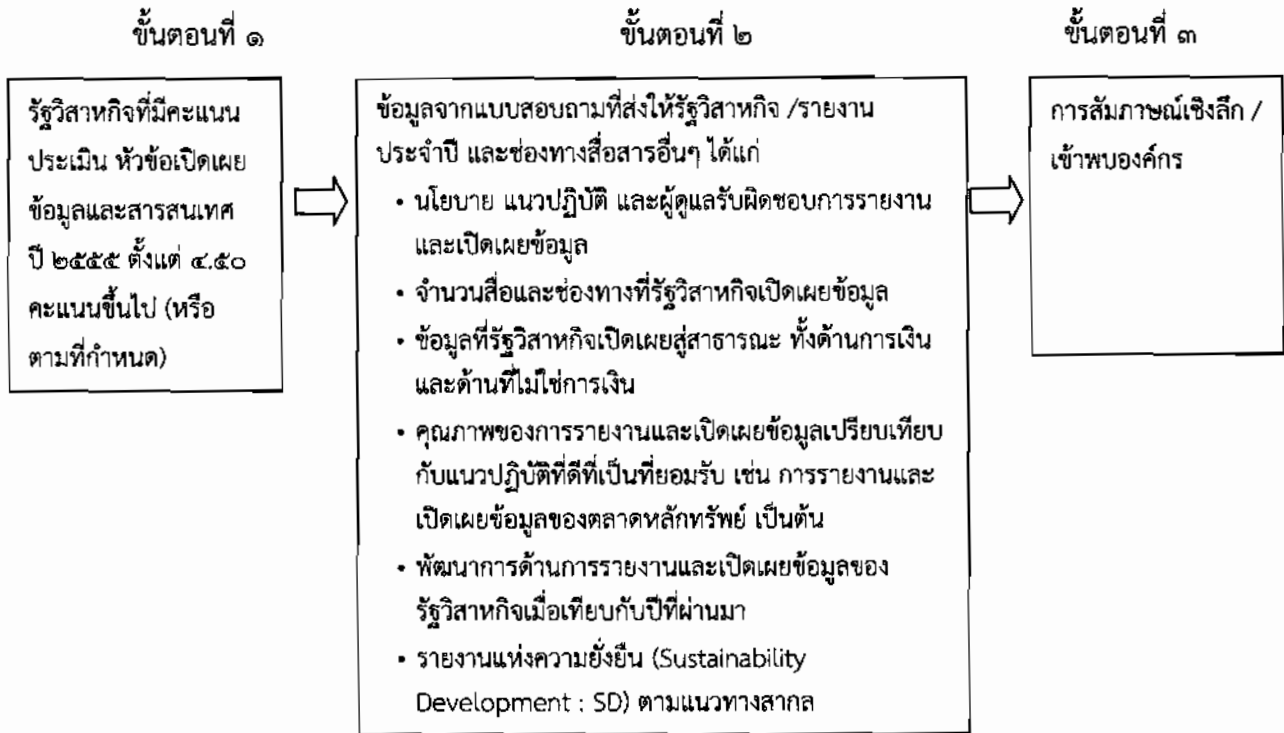 ขั้นตอนที่ ๑
รัฐวิสาหกิจที่มีคะแนน
ประเมิน หัวข้อเปิดเผย
ข้อมูลและสารสนเทศ
ปี ๒๕๕๕ ตั้งแต่ ๔.๕๐
คะแนนขึ้นไป (หรือ
ตามที่กำหนด)
ขั้นตอนที่ ๒
ข้อมูลจากแบบสอบถามที่ส่งให้รัฐวิสาหกิจ /รายงาน
ประจำปี และช่องทางสื่อสารอื่นๆ ได้แก่
• นโยบาย แนวปฏิบัติ และผู้ดูแลรับผิดชอบการรายงาน
และเปิดเผยข้อมูล
• จำนวนสื่อและช่องทางที่รัฐวิสาหกิจเปิดเผยข้อมูล
• ข้อมูลที่รัฐวิสาหกิจเปิดเผยสู่สาธารณะ ทั้งด้านการเงิน
และด้านที่ไม่ใช่การเงิน
• คุณภาพของการรายงานและเปิดเผยข้อมูลเปรียบเทียบ
กับแนวปฏิบัติที่ดีที่เป็นที่ยอมรับ เช่น การรายงานและ
เปิดเผยข้อมูลของตลาดหลักทรัพย์ เป็นต้น
• พัฒนาการด้านการรายงานและเปิดเผยข้อมูลของ
รัฐวิสาหกิจเมื่อเทียบกับปีที่ผ่านมา
• รายงานแห่งความยั่งยืน (Sustainability
Development : SD) ตามแนวทางสากล
ขั้นตอนที่ ๓
การสัมภาษณ์เชิงลึก /
เข้าพบองค์กร